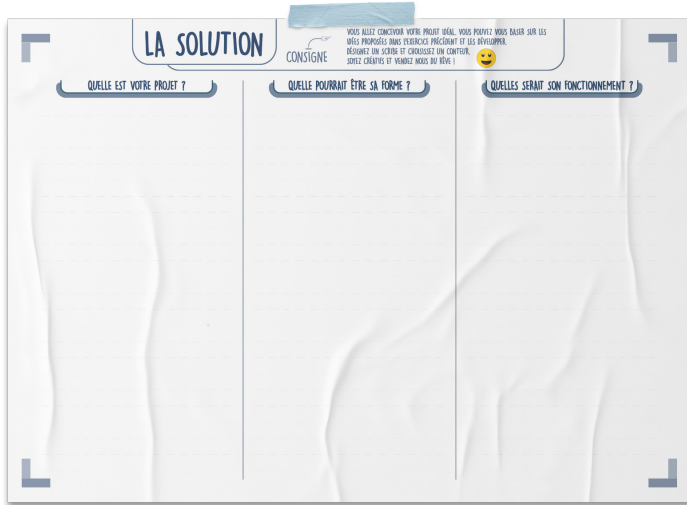 LA SOLUTION
CONSIGNE
VOUS ALLEZ CONCEVOIR VOTRE PROJET IDÉAL. VOUS POUVEZ VOUS BASER SUR LES
IDÉES PROPOSÉES DANS L'EXERCICE PRÉCÉDENT ET LES DÉVELOPPER.
DÉSIGNEZ UN SCRIBE ET CHOISISSEZ UN CONTEUR.
SOYEZ CRÉATIFS ET VENDEZ NOUS DU RÊVE !
QUELLE EST VOTRE PROJET ?
QUELLE POURRAIT ÊTRE SA FORME ?
QUELLES SERAIT SON FONCTIONNEMENT ?